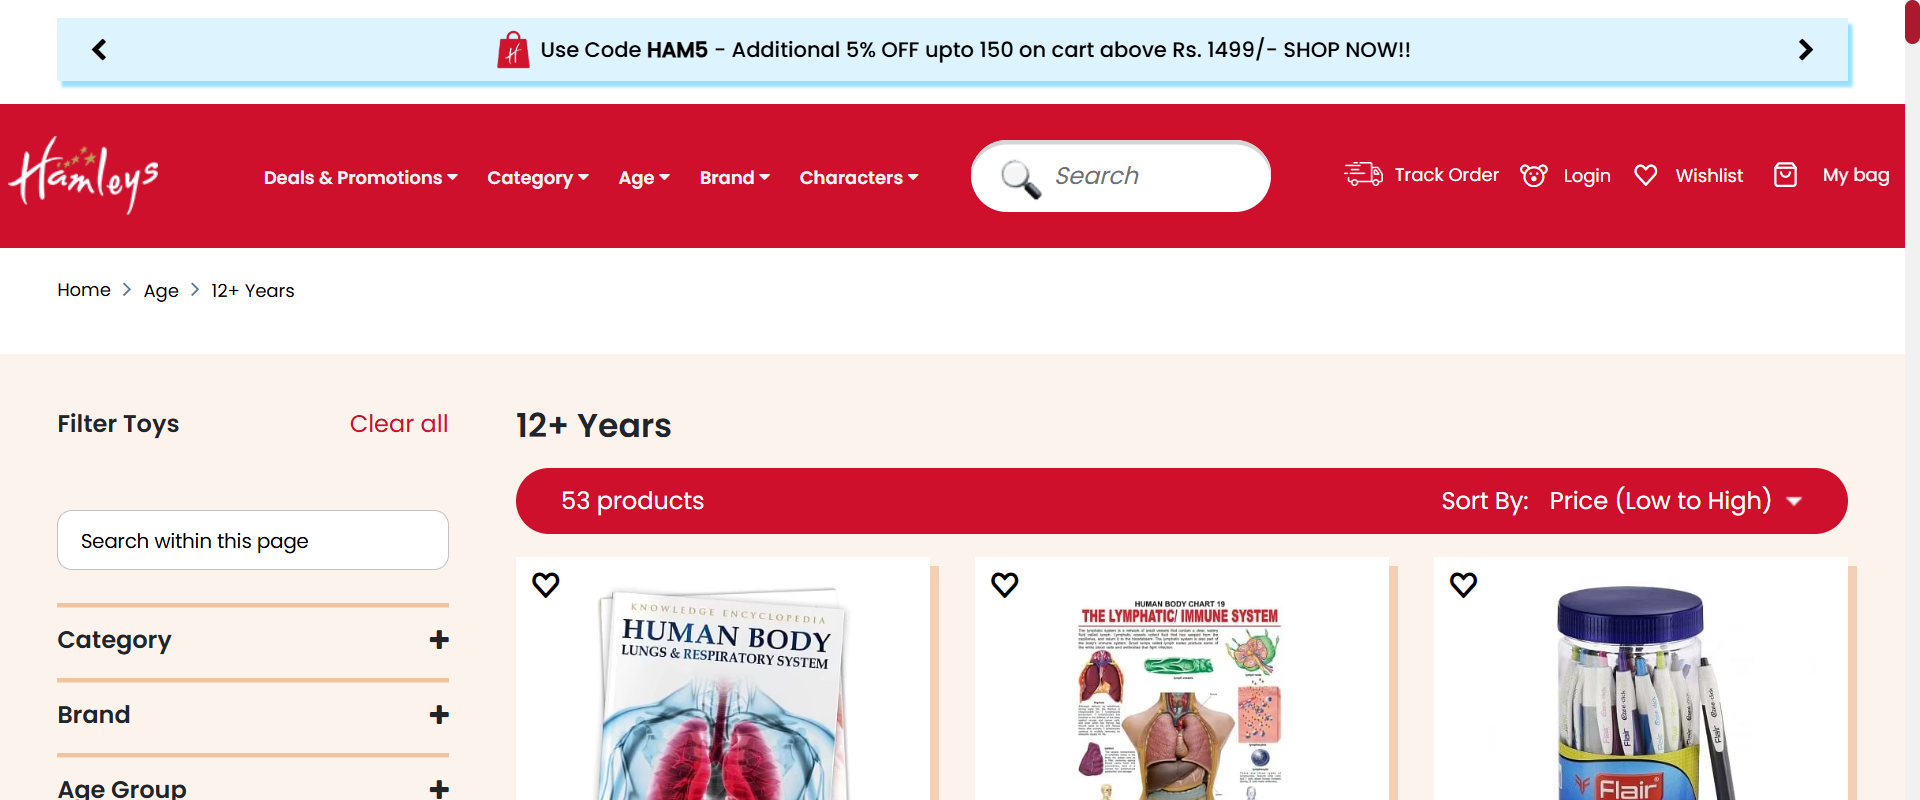 Use Code HAM5 - Additional 5% OFF upto 150 on cart above Rs. 1499/- SHOP NOW!!
Hamleys
Deals & Promotions
Category
Age
Brand
Characters
Search
Track Order
Login
Wishlist
My bag
Home > Age > 12+ Years
Filter Toys
Clear all
Search within this page
Category
Brand
Age Group
12+ Years
53 products
Sort By: Price (Low to High)
KNOWLEDGE ENCYCLOPEDIA
HUMAN BODY
LUNGS & RESPIRATORY SYSTEM
HUMAN BODY CHART 19
THE LYMPHATIC/ IMMUNE SYSTEM
Flair